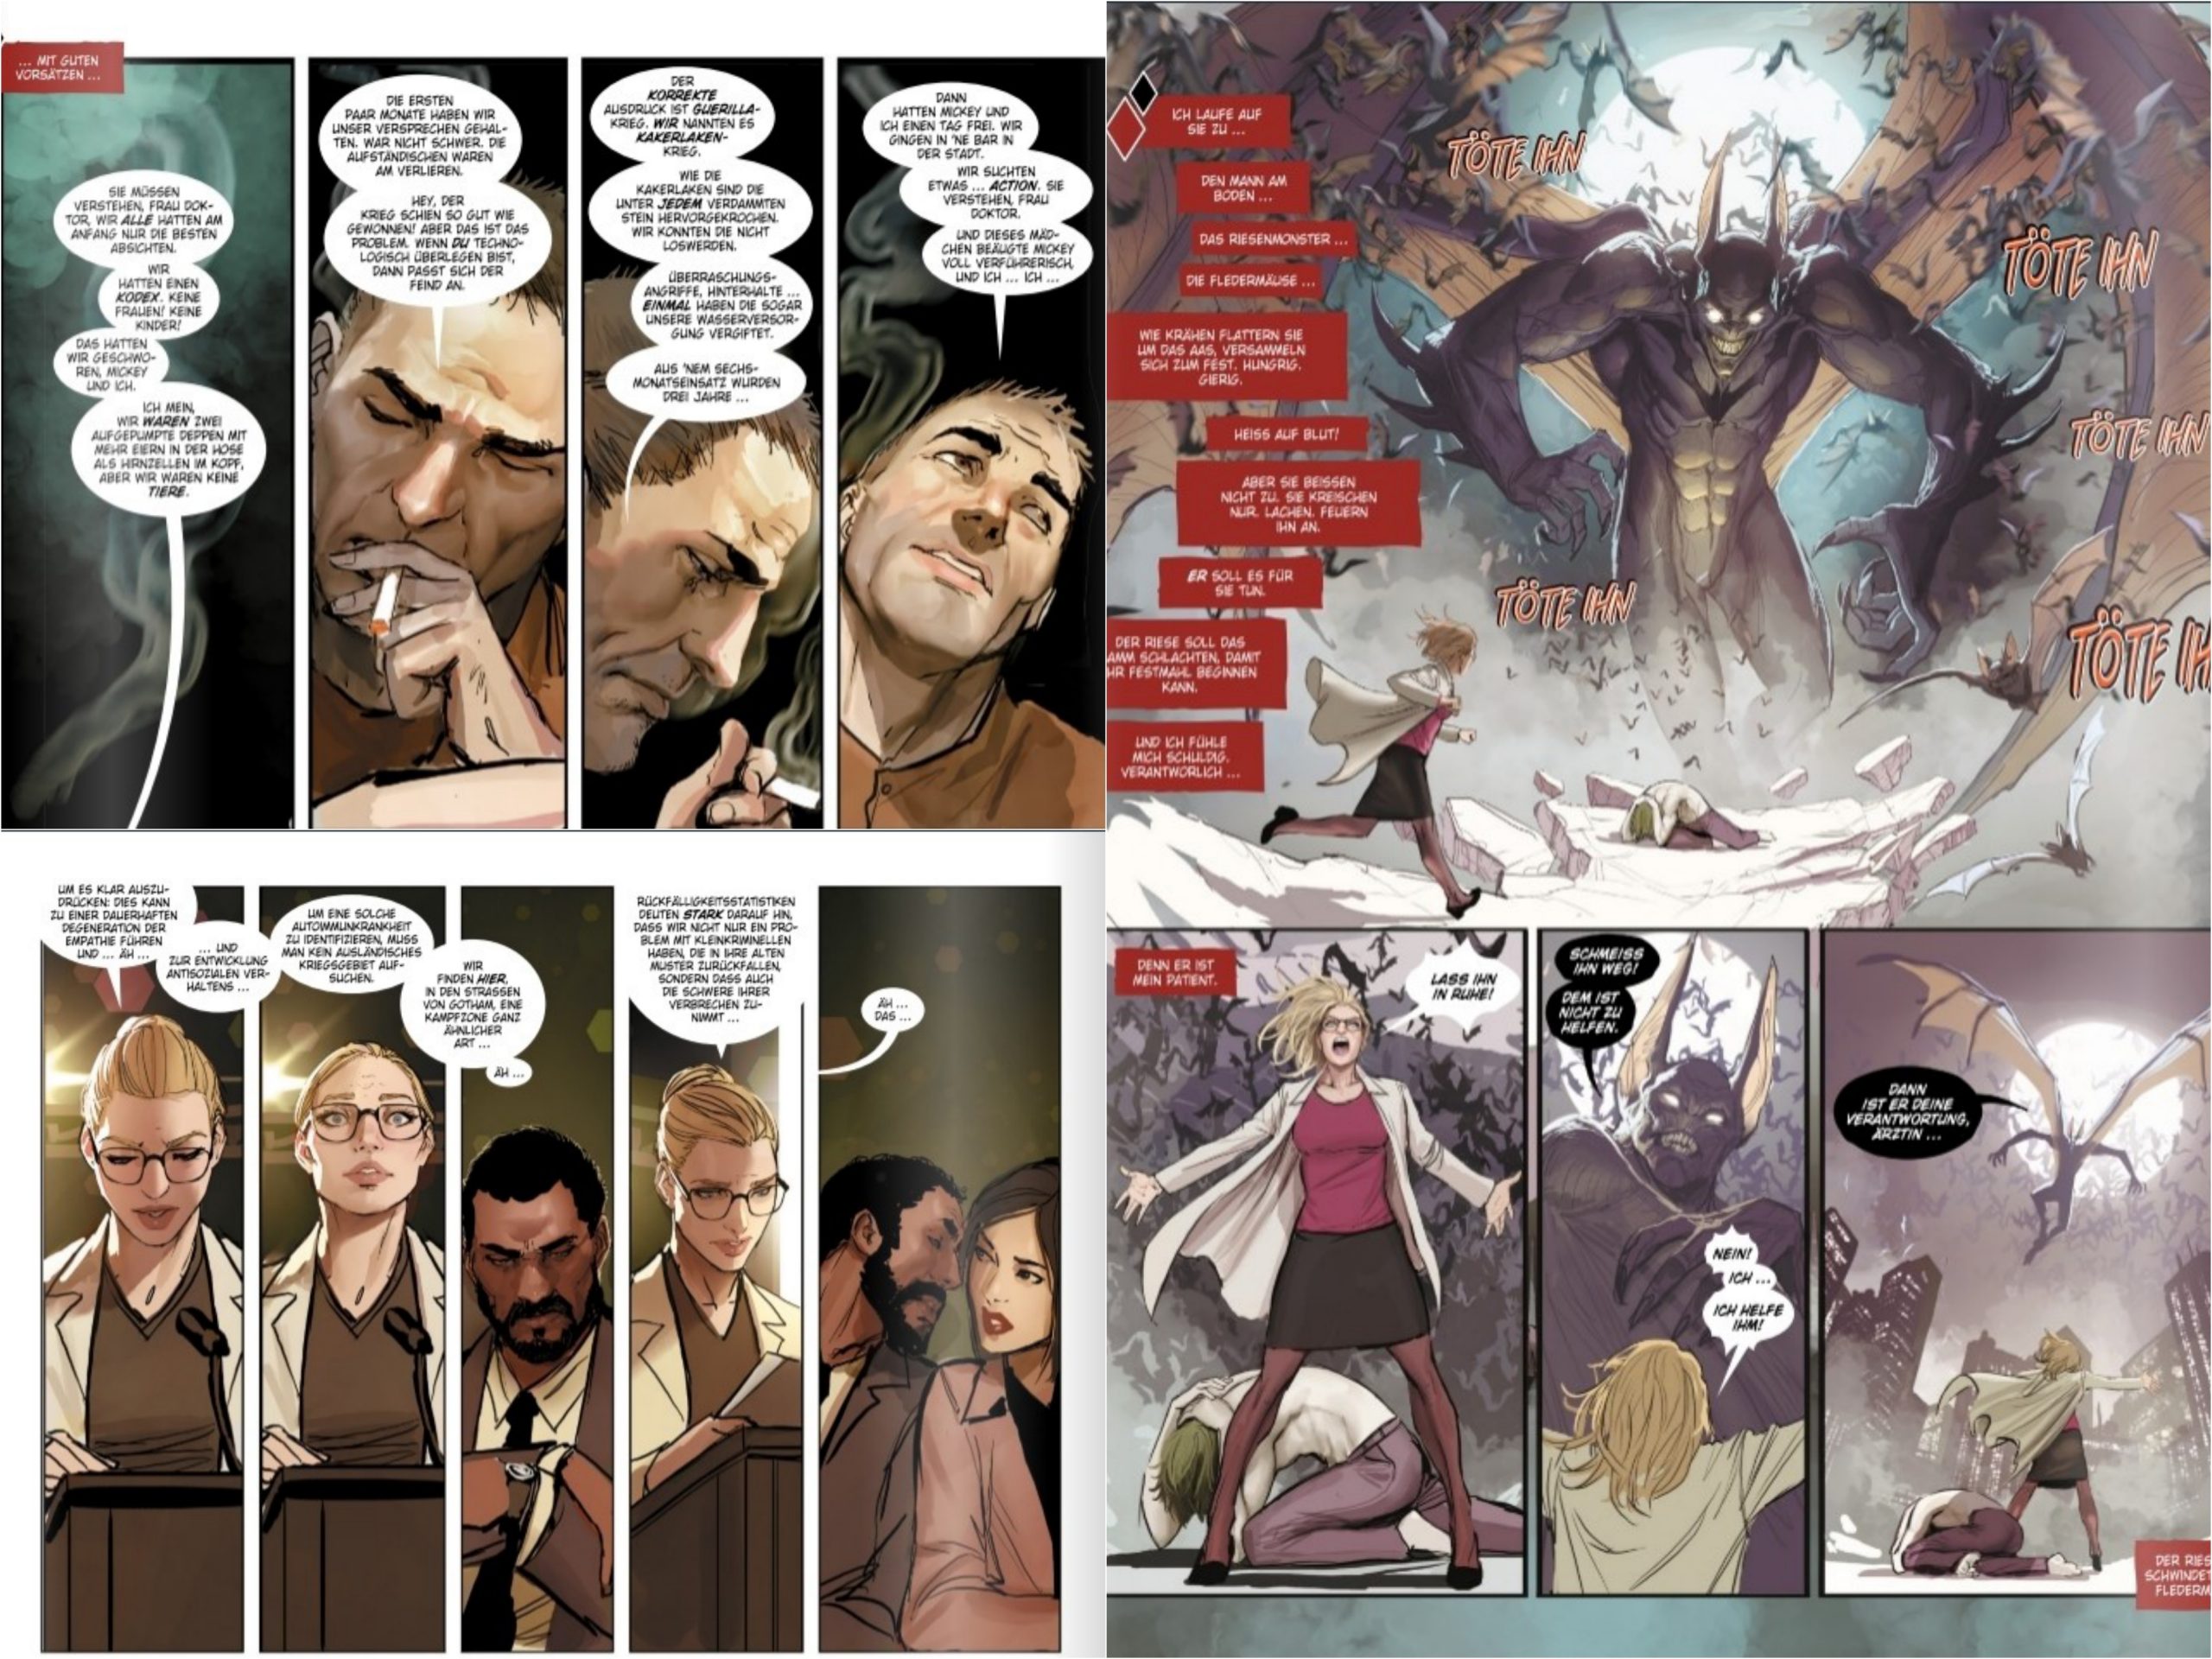 ... MIT GUTEN
VORSÄTZEN ...
SIE MÜSSEN
VERSTEHEN, FRAU DOK-
TOR, WIR ALLE HATTEN AM
ANFANG NUR DIE BESTEN
ABSICHTEN.
WIR
HATTEN EINEN
KODEX. KEINE
FRAUEN! KEINE
KINDER!
DAS HATTEN
WIR GESCHWO-
REN, MICKEY
UND ICH.
ICH MEIN,
WIR WAREN ZWEI
AUFGEPUMPTE DEPPEN MIT
MEHR EIERN IN DER HOSE
ALS HIRNZELLEN IM KOPF,
ABER WIR WAREN KEINE
TIERE.
DIE ERSTEN
PAAR MONATE HABEN WIR
UNSER VERSPRECHEN GEHAL-
TEN. WAR NICHT SCHWER. DIE
AUFSTÄNDISCHEN WAREN
AM VERLIEREN.
HEY, DER
KRIEG SCHIEN SO GUT WIE
GEWONNEN! ABER DAS IST DAS
PROBLEM. WENN DU TECHNO-
LOGISCH ÜBERLEGEN BIST,
DANN PASST SICH DER
FEIND AN.
DER
KORREKTE
AUSDRUCK IST GUERILLA-
KRIEG. WIR NANNTEN ES
KAKERLAKEN-
KRIEG.
WIE DIE
KAKERLAKEN SIND DIE
UNTER JEDEM VERDAMMTEN
STEIN HERVORGEKROCHEN.
WIR KONNTEN DIE NICHT
LOSWERDEN.
ÜBERRASCHUNGS-
ANGRIFFE, HINTERHALTE ...
EINMAL HABEN DIE SOGAR
UNSERE WASSERVERSOR-
GUNG VERGIFTET.
AUS 'NEM SECHS-
MONATSEINSATZ WURDEN
DREI JAHRE ...
DANN
HATTEN MICKEY UND
ICH EINEN TAG FREI. WIR
GINGEN IN 'NE BAR IN
DER STADT.
WIR SUCHTEN
ETWAS ... ACTION. SIE
VERSTEHEN, FRAU
DOKTOR.
UND DIESES MÄD-
CHEN BEÄUGTE MICKEY
VOLL VERFÜHRERISCH,
UND ICH ... ICH ...
UM ES KLAR AUSZU-
DRÜCKEN: DIES KANN
ZU EINER DAUERHAFTEN
DEGENERATION DER
EMPATHIE FÜHREN
UND ... ÄH ...
... UND
ZUR ENTWICKLUNG
ANTISOZIALEN VER-
HALTENS ...
UM EINE SOLCHE
AUTOIMMUNKRANKHEIT
ZU IDENTIFIZIEREN, MUSS
MAN KEIN AUSLÄNDISCHES
KRIEGSGEBIET AUF-
SUCHEN.
WIR
FINDEN HIER,
IN DEN STRASSEN
VON GOTHAM, EINE
KAMPFZONE GANZ
ÄHNLICHER
ART ...
ÄH ...
RÜCKFÄLLIGKEITSSTATISTIKEN
DEUTEN STARK DARAUF HIN,
DASS WIR NICHT NUR EIN PRO-
BLEM MIT KLEINKRIMINELLEN
HABEN, DIE IN IHRE ALTEN
MUSTER ZURÜCKFALLEN,
SONDERN DASS AUCH
DIE SCHWERE IHRER
VERBRECHEN ZU-
NIMMT ...
ÄH ...
DAS ...
ICH LAUFE AUF
SIE ZU ...
DEN MANN AM
BODEN ...
DAS RIESENMONSTER ...
DIE FLEDERMÄUSE ...
WIE KRÄHEN FLATTERN SIE
UM DAS AAS, VERSAMMELN
SICH ZUM FEST. HUNGRIG.
GIERIG.
HEISS AUF BLUT!
ABER SIE BEISSEN
NICHT ZU. SIE KREISCHEN
NUR. LACHEN. FEUERN
IHN AN.
ER SOLL ES FÜR
SIE TUN.
DER RIESE SOLL DAS
AMM SCHLACHTEN, DAMIT
HR FESTMAHL BEGINNEN
KANN.
UND ICH FÜHLE
MICH SCHULDIG.
VERANTWORLICH ...
TÖTE IHN
TÖTE IHN
TÖTE IHN
TÖTE IHN
TÖTE IH
DENN ER IST
MEIN PATIENT.
LASS IHN
IN RUHE!
SCHMEISS
IHN WEG!
DEM IST
NICHT ZU
HELFEN.
NEIN!
ICH ...
ICH HELFE
IHM!
DANN
IST ER DEINE
VERANTWORTUNG,
ÄRZTIN ...
DER RIES
SCHWINDET
FLEDERM